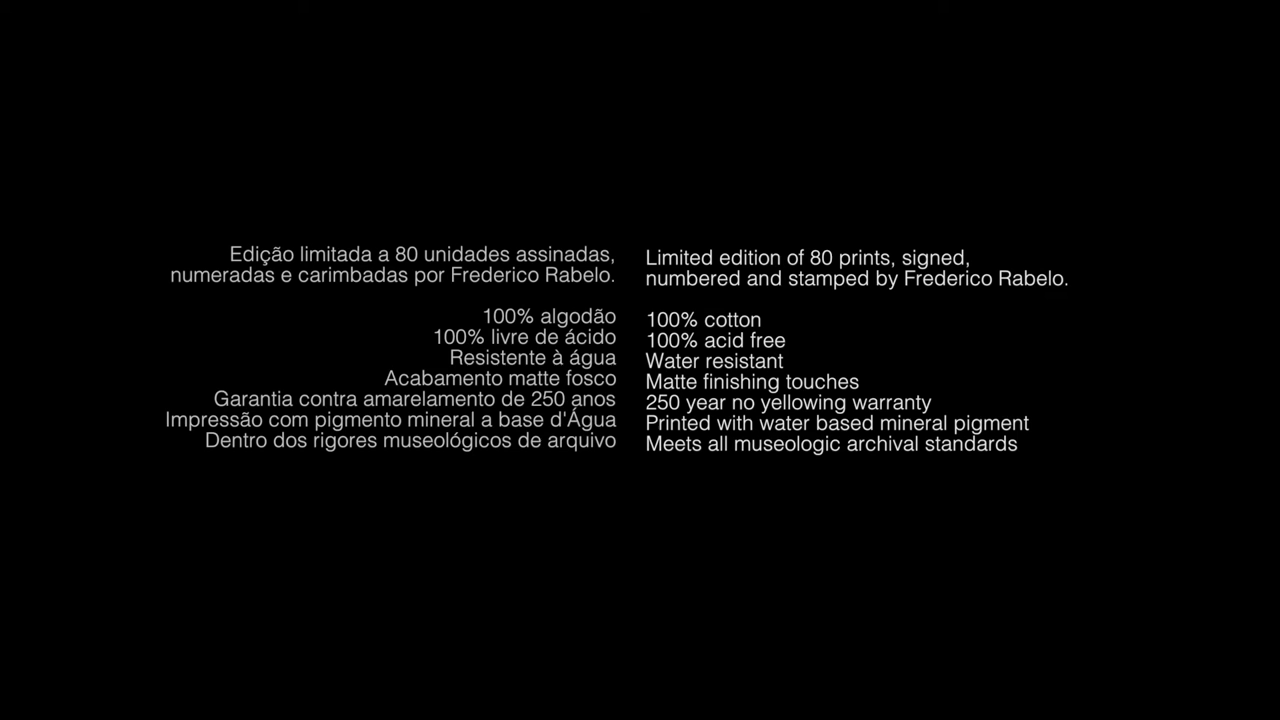 Edição limitada a 80 unidades assinadas,
numeradas e carimbadas por Frederico Rabelo.
100% algodão
100% livre de ácido
Resistente à água
Acabamento matte fosco
Garantia contra amarelamento de 250 anos
Impressão com pigmento mineral a base d'Água
Dentro dos rigores museológicos de arquivo
Limited edition of 80 prints, signed,
numbered and stamped by Frederico Rabelo.
100% cotton
100% acid free
Water resistant
Matte finishing touches
250 year no yellowing warranty
Printed with water based mineral pigment
Meets all museologic archival standards